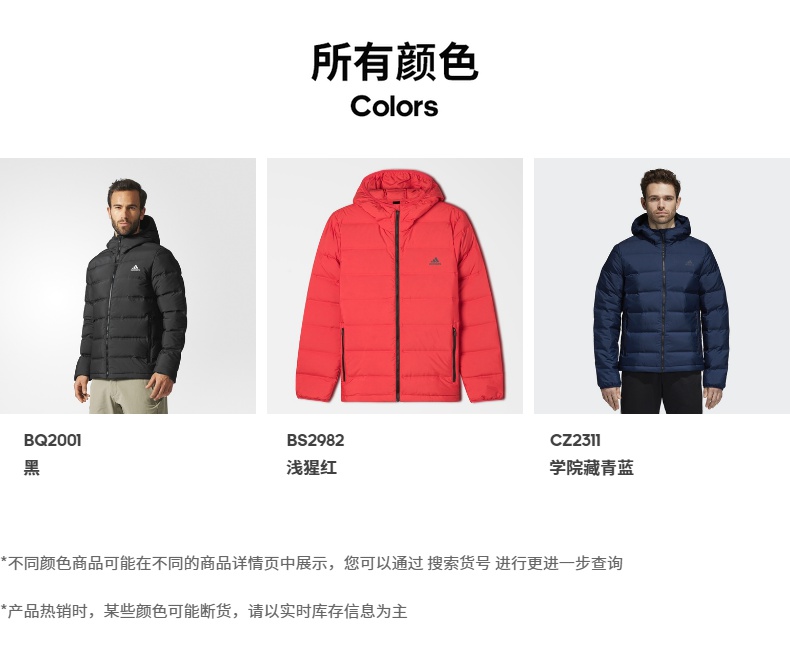 所有颜色
Colors
BQ2001
BS2982
CZ2311
黑
浅猩红
学院藏青蓝
*不同颜色商品可能在不同的商品详情页中展示，您可以通过 搜索货号 进行更进一步查询
*产品热销时，某些颜色可能断货，请以实时库存信息为主